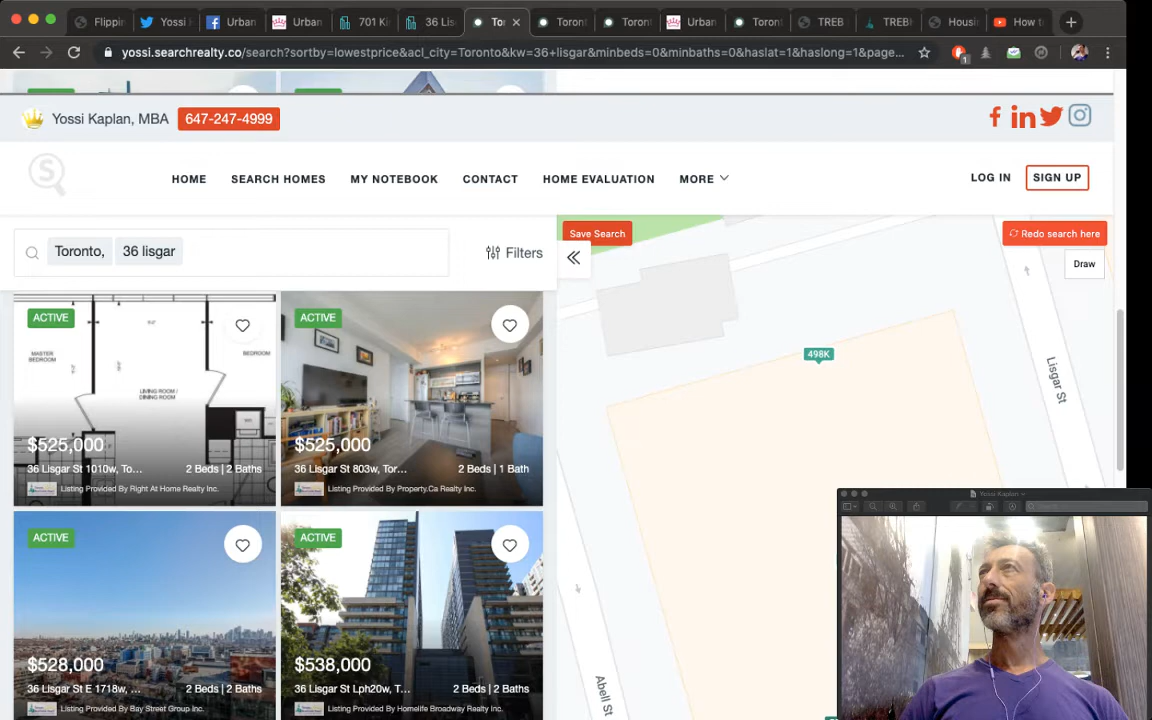 Flippin
Yossi K
Urban
Urban
701 Ki
36 Lis
Tor
Toront
Toront
Urban
Toront
TREB
TREB
Housi
How to
yossi.searchrealty.co/search?sortby=lowestprice&acl_city=Toronto&kw=36+lisgar&minbeds=0&minbaths=0&haslat=1&haslong=1&page...
Yossi Kaplan, MBA
647-247-4999
HOME
SEARCH HOMES
MY NOTEBOOK
CONTACT
HOME EVALUATION
MORE
LOG IN
SIGN UP
Toronto,
36 lisgar
Filters
Save Search
Redo search here
Draw
498K
Lisgar St
Abell St
ACTIVE
MASTER
BEDROOM
LIVING ROOM /
DINING ROOM
BEDROOM
$525,000
36 Lisgar St 1010w, To...
2 Beds | 2 Baths
Listing Provided By Right At Home Realty Inc.
ACTIVE
$525,000
36 Lisgar St 803w, Tor...
2 Beds | 1 Bath
Listing Provided By Property.Ca Realty Inc.
ACTIVE
$528,000
36 Lisgar St E 1718w, ...
2 Beds | 2 Baths
Listing Provided By Bay Street Group Inc.
ACTIVE
$538,000
36 Lisgar St Lph20w, T...
2 Beds | 2 Baths
Listing Provided By Homelife Broadway Realty Inc.
Yossi Kaplan